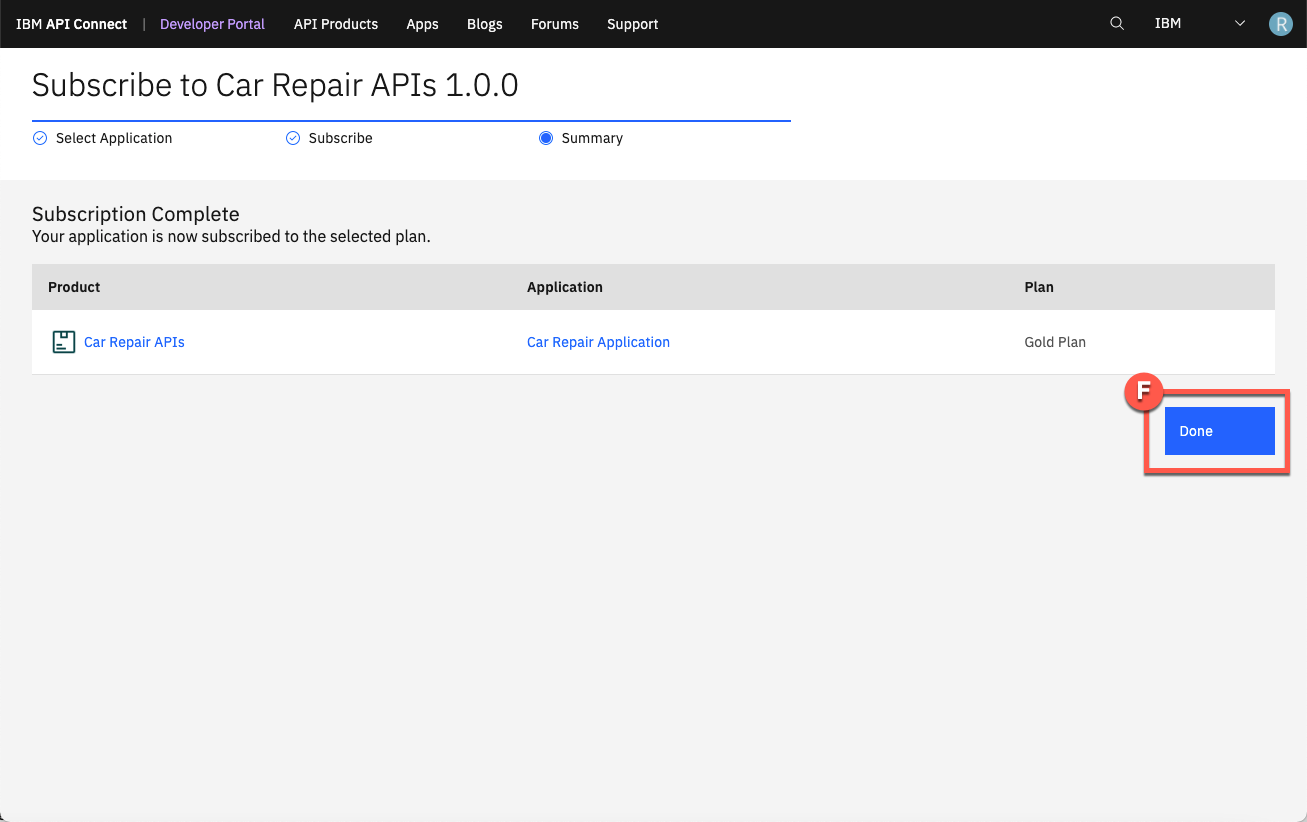 IBM API Connect | Developer Portal API Products Apps Blogs Forums Support IBM R
Subscribe to Car Repair APIs 1.0.0
Select Application Subscribe Summary
Subscription Complete
Your application is now subscribed to the selected plan.
Product Application Plan
Car Repair APIs Car Repair Application Gold Plan
F
Done